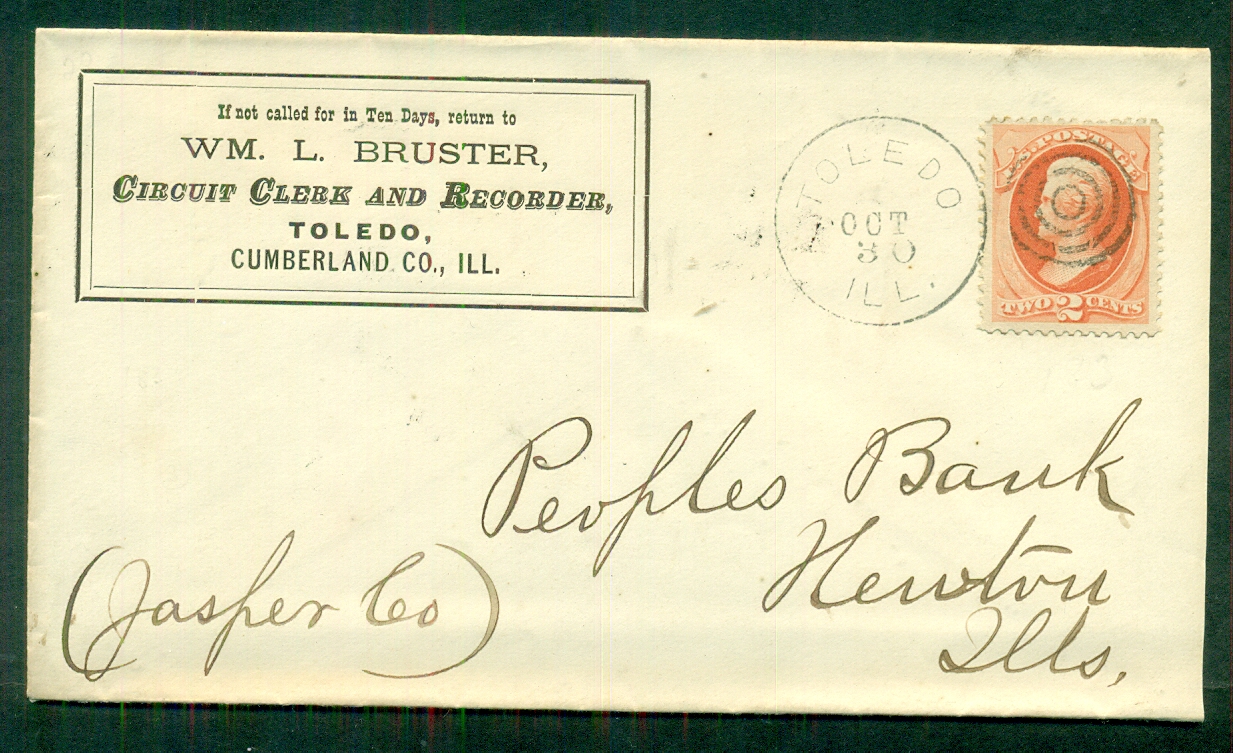 If not called for in Ten Days, return to
WM. L. BRUSTER,
CIRCUIT CLERK AND RECORDER,
TOLEDO,
CUMBERLAND CO., ILL.
TOLEDO
OCT
30
ILL.
U.S. POSTAGE
TWO 2 CENTS
Peoples Bank
Newton
Ills.
(Jasper Co)